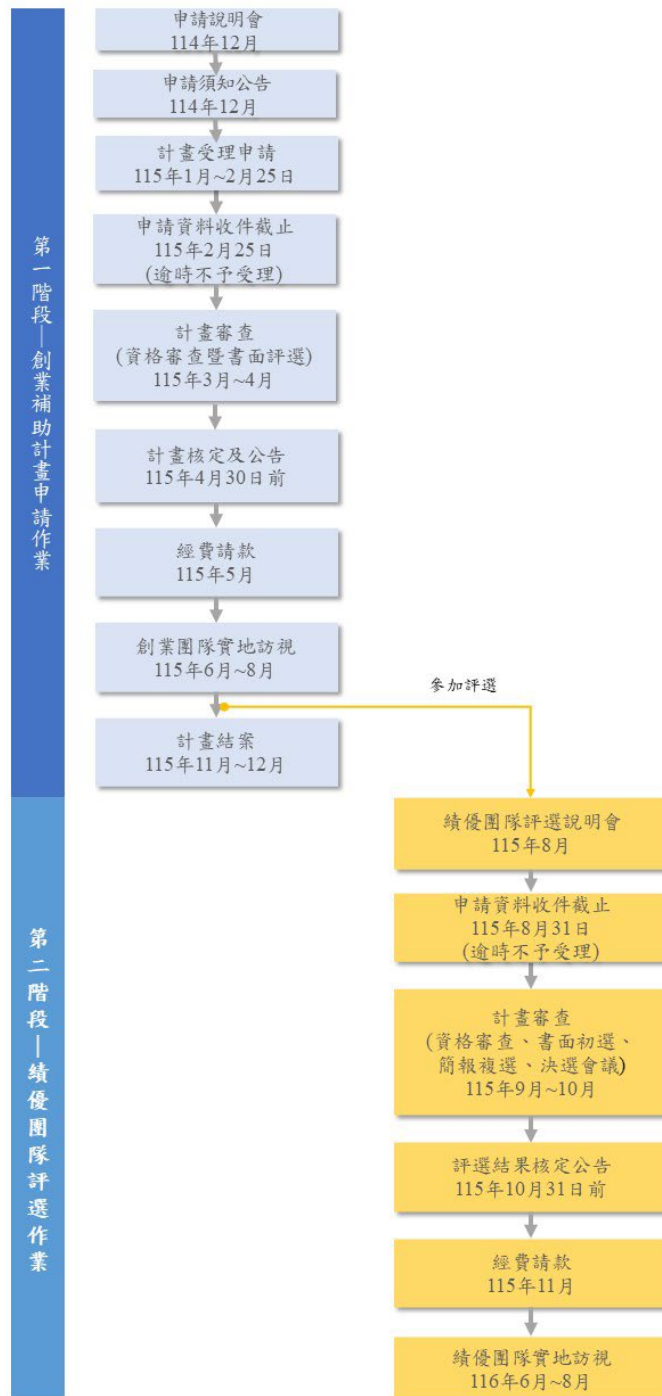 第一階段—創業補助計畫申請作業
申請說明會
114年12月
申請須知公告
114年12月
計畫受理申請
115年1月~2月25日
申請資料收件截止
115年2月25日
(逾時不予受理)
計畫審查
(資格審查暨書面評選)
115年3月~4月
計畫核定及公告
115年4月30日前
經費請款
115年5月
創業團隊實地訪視
115年6月~8月
參加評選
計畫結案
115年11月~12月
第二階段—績優團隊評選作業
績優團隊評選說明會
115年8月
申請資料收件截止
115年8月31日
(逾時不予受理)
計畫審查
(資格審查、書面初選、
簡報複選、決選會議)
115年9月~10月
評選結果核定公告
115年10月31日前
經費請款
115年11月
績優團隊實地訪視
116年6月~8月